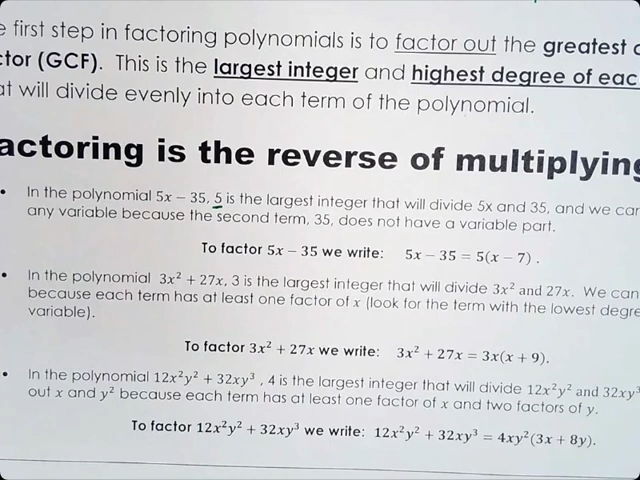 first step in factoring polynomials is to factor out the greatest
(GCF). This is the largest integer and highest degree of
will divide evenly into each term of the polynomial.
actoring is the reverse of multiplying
• In the polynomial 5x − 35, 5 is the largest integer that will divide 5x and 35, and we
any variable because the second term, 35, does not have a variable part.
To factor 5x − 35 we write: 5x − 35 = 5(x − 7) .
• In the polynomial 3x² + 27x, 3 is the largest integer that will divide 3x² and 27x. We can
because each term has at least one factor of x (look for the term with the lowest
variable).
To factor 3x² + 27x we write: 3x² + 27x = 3x(x + 9).
• In the polynomial 12x²y² + 32xy³ , 4 is the largest integer that will divide 12x²y² and 32xy³
out x and y² because each term has at least one factor of x and two factors of y.
To factor 12x²y² + 32xy³ we write: 12x²y² + 32xy³ = 4xy²(3x + 8y).